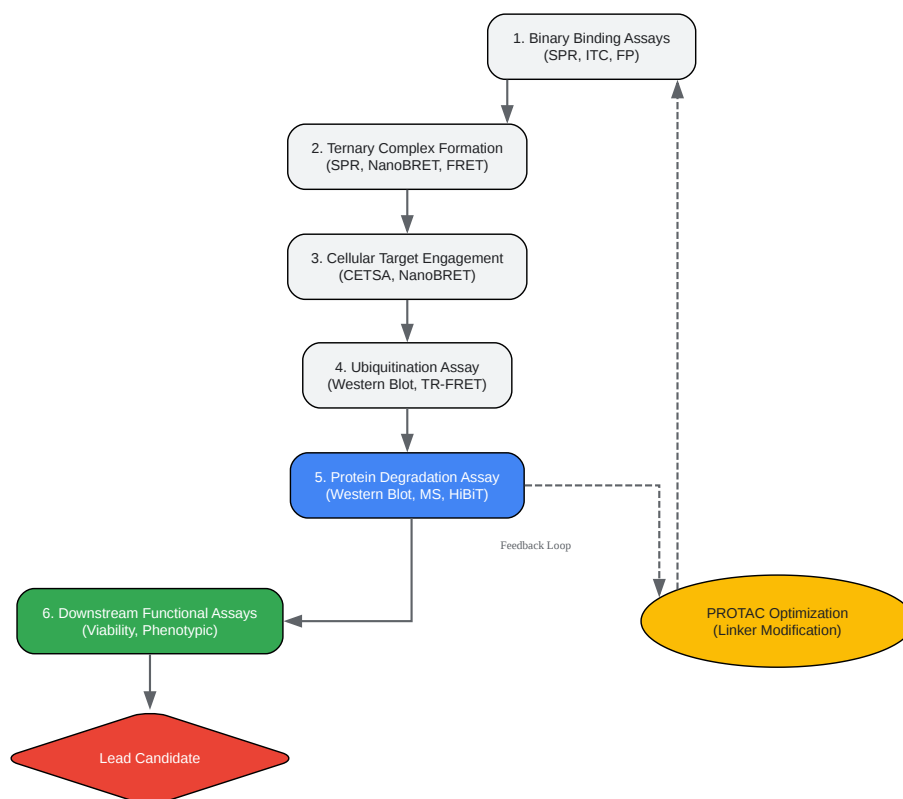 1. Binary Binding Assays
(SPR, ITC, FP)
2. Ternary Complex Formation
(SPR, NanoBRET, FRET)
3. Cellular Target Engagement
(CETSA, NanoBRET)
4. Ubiquitination Assay
(Western Blot, TR-FRET)
5. Protein Degradation Assay
(Western Blot, MS, HiBiT)
Feedback Loop
6. Downstream Functional Assays
(Viability, Phenotypic)
PROTAC Optimization
(Linker Modification)
Lead Candidate